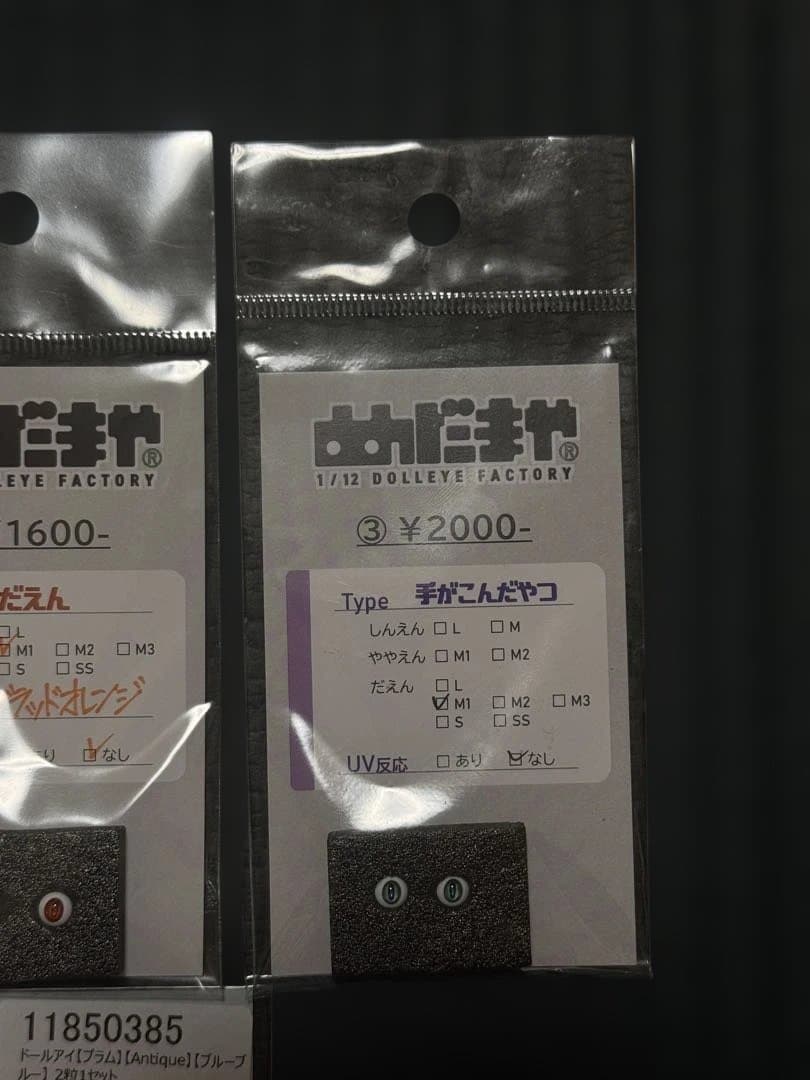 だまや®
LEYE FACTORY
1600-
だえん
□L
☑M1 □M2 □M3
□S □SS
ラッドオレンジ
あり ☑なし
めだまや®
1/12 DOLLEYE FACTORY
③ ¥2000-
Type 手がこんだやつ
しんえん □L □M
ややえん □M1 □M2
だえん □L
☑M1 □M2 □M3
□S □SS
UV反応 □あり ☑なし
11850385
ドールアイ【プラム】【Antique】【ブルーブ
ルー】 2粒1セット